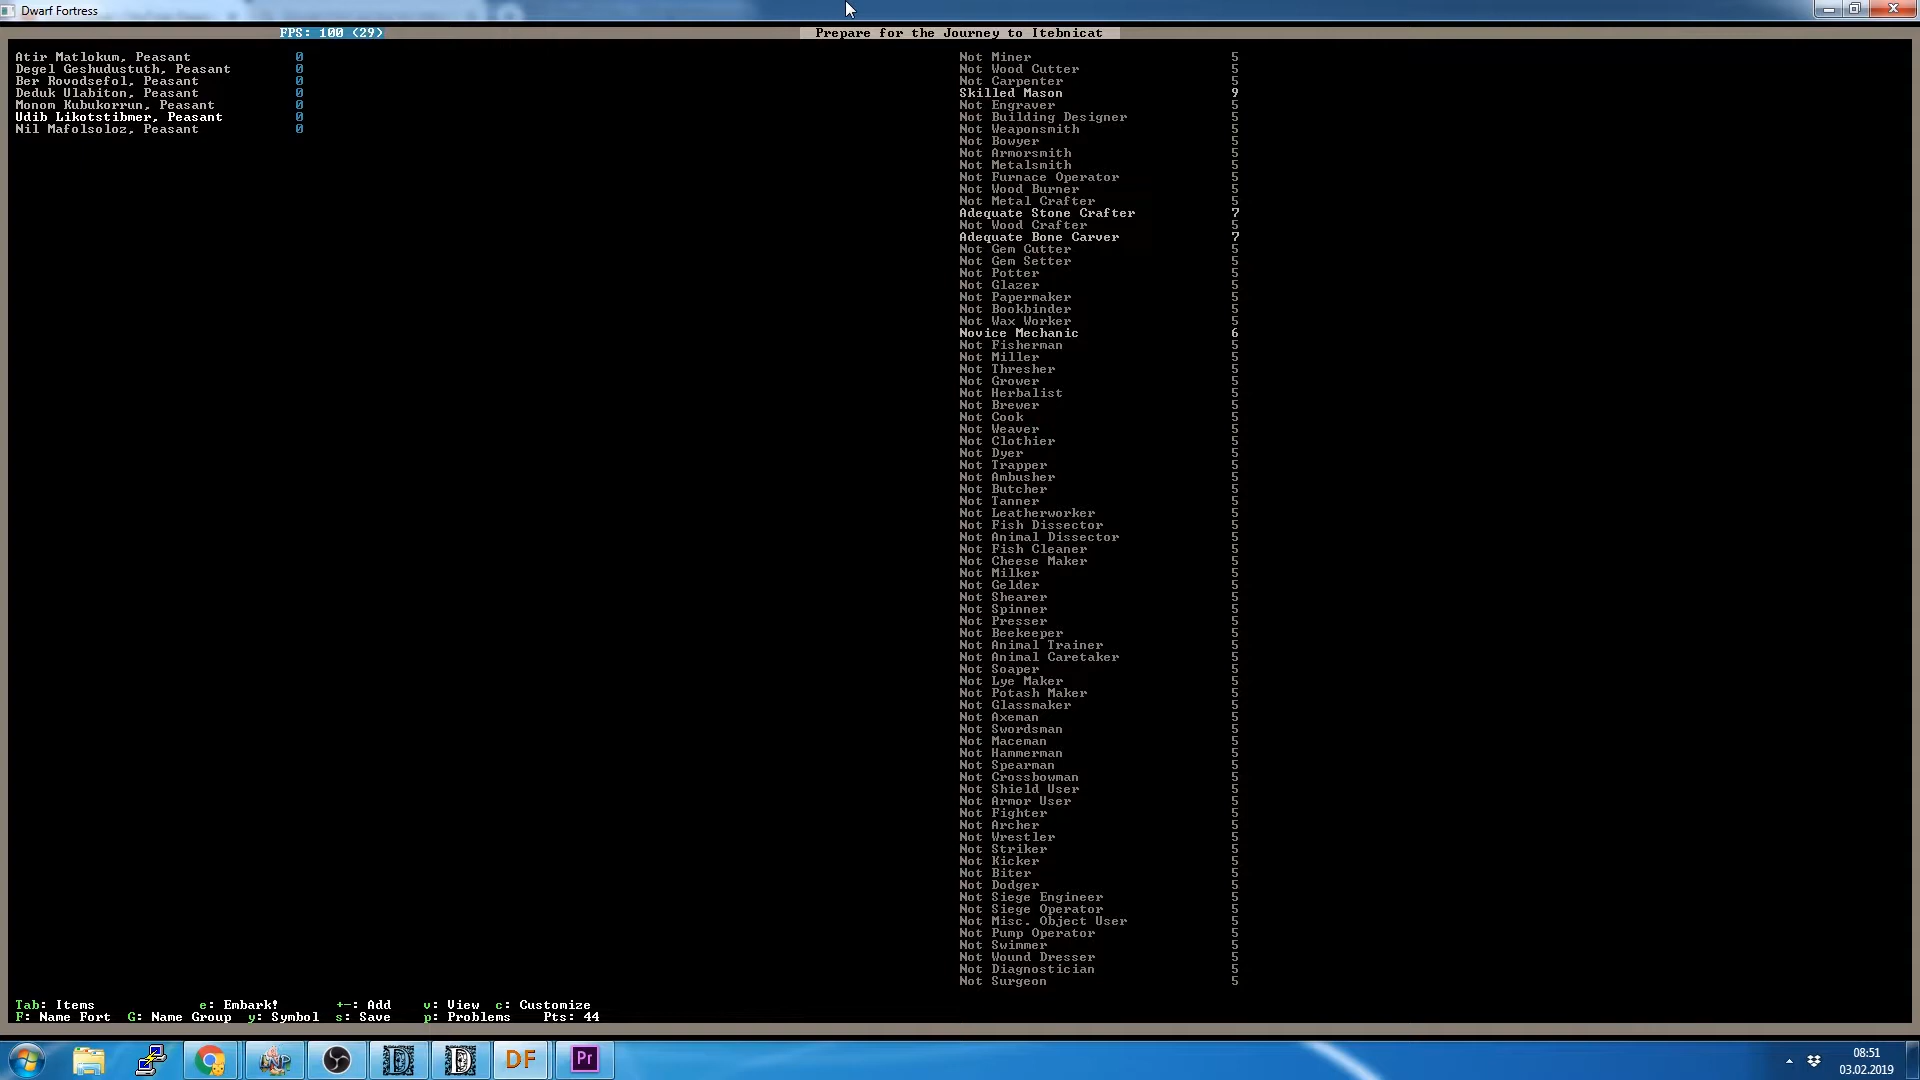 Dwarf Fortress
FPS: 100 (29)
Prepare for the Journey to Itebnicat
Atir Matlokum, Peasant 0
Degel Geshudustuth, Peasant 0
Ber Rovodsefol, Peasant 0
Deduk Ulabiton, Peasant 0
Monom Kubukorrun, Peasant 0
Udib Likotstibmer, Peasant 0
Nil Mafolsoloz, Peasant 0
Not Miner 5
Not Wood Cutter 5
Not Carpenter 5
Skilled Mason 9
Not Engraver 5
Not Building Designer 5
Not Weaponsmith 5
Not Bowyer 5
Not Armorsmith 5
Not Metalsmith 5
Not Furnace Operator 5
Not Wood Burner 5
Not Metal Crafter 5
Adequate Stone Crafter 7
Not Wood Crafter 5
Adequate Bone Carver 7
Not Gem Cutter 5
Not Gem Setter 5
Not Potter 5
Not Glazer 5
Not Papermaker 5
Not Bookbinder 5
Not Wax Worker 5
Novice Mechanic 6
Not Fisherman 5
Not Miller 5
Not Thresher 5
Not Grower 5
Not Herbalist 5
Not Brewer 5
Not Cook 5
Not Weaver 5
Not Clothier 5
Not Dyer 5
Not Trapper 5
Not Ambusher 5
Not Butcher 5
Not Tanner 5
Not Leatherworker 5
Not Fish Dissector 5
Not Animal Dissector 5
Not Fish Cleaner 5
Not Cheese Maker 5
Not Milker 5
Not Gelder 5
Not Shearer 5
Not Spinner 5
Not Presser 5
Not Beekeeper 5
Not Animal Trainer 5
Not Animal Caretaker 5
Not Soaper 5
Not Lye Maker 5
Not Potash Maker 5
Not Glassmaker 5
Not Axeman 5
Not Swordsman 5
Not Maceman 5
Not Hammerman 5
Not Spearman 5
Not Crossbowman 5
Not Shield User 5
Not Armor User 5
Not Fighter 5
Not Archer 5
Not Wrestler 5
Not Striker 5
Not Kicker 5
Not Biter 5
Not Dodger 5
Not Siege Engineer 5
Not Siege Operator 5
Not Misc. Object User 5
Not Pump Operator 5
Not Swimmer 5
Not Wound Dresser 5
Not Diagnostician 5
Not Surgeon 5
Tab: Items e: Embark! +-: Add v: View c: Customize
F: Name Fort G: Name Group y: Symbol s: Save p: Problems Pts: 44
D D DF Pr
08:51
03.02.2019